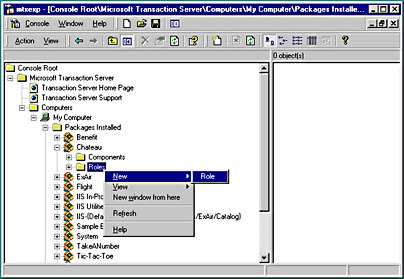 mtxexp - [Console Root\Microsoft Transaction Server\Computers\My Computer\Packages Installed...
Console Window Help
Action View
Console Root
0 object(s)
Microsoft Transaction Server
Transaction Server Home Page
Transaction Server Support
Computers
My Computer
Packages Installed
Benefit
Chateau
Components
Roles
New
Role
ExAir
View
Flight
New window from here
IIS In-Pro
IIS Utilitie
Refresh
IIS-{Defau
/ExAir/Catalog}
Sample B
Help
System
TakeANumber
Tic-Tac-Toe